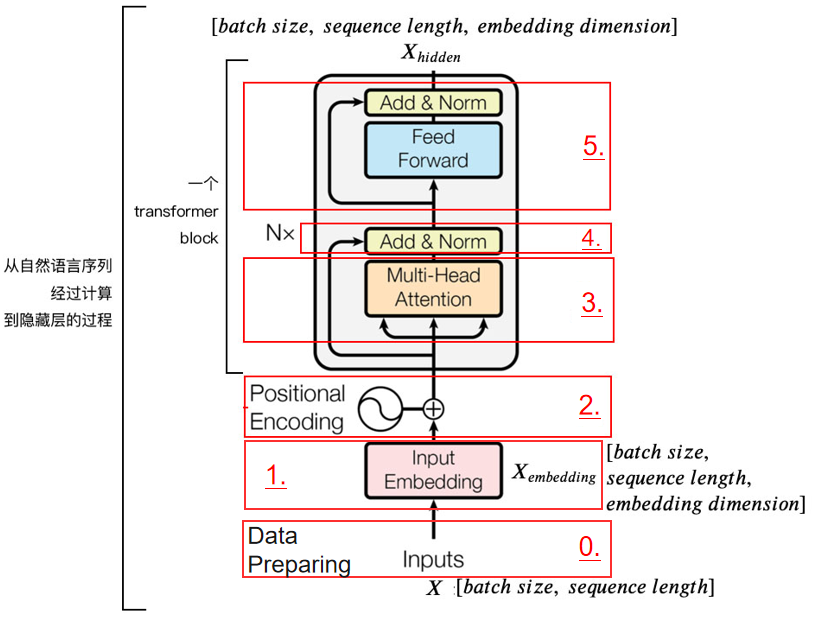 [batch size, sequence length, embedding dimension]
X hidden
Add & Norm
Feed
Forward
5.
一个
transformer
block
N×
Add & Norm
4.
从自然语言序列
经过计算
到隐藏层的过程
Multi-Head
Attention
3.
Positional
Encoding
2.
1.
Input
Embedding
X embedding
[batch size,
sequence length,
embedding dimension]
Data
Preparing
Inputs
0.
X : [batch size, sequence length]